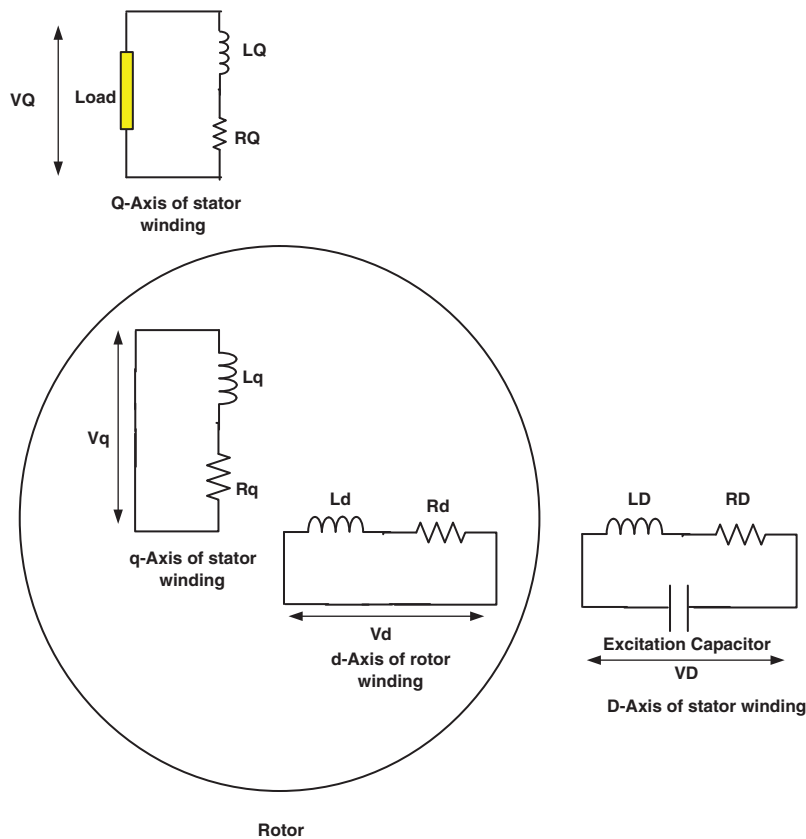 LQ
VQ
Load
RQ
Q-Axis of stator
winding
Lq
Vq
Rq
q-Axis of stator
winding
Ld
Rd
Vd
d-Axis of rotor
winding
LD
RD
Excitation Capacitor
VD
D-Axis of stator winding
Rotor